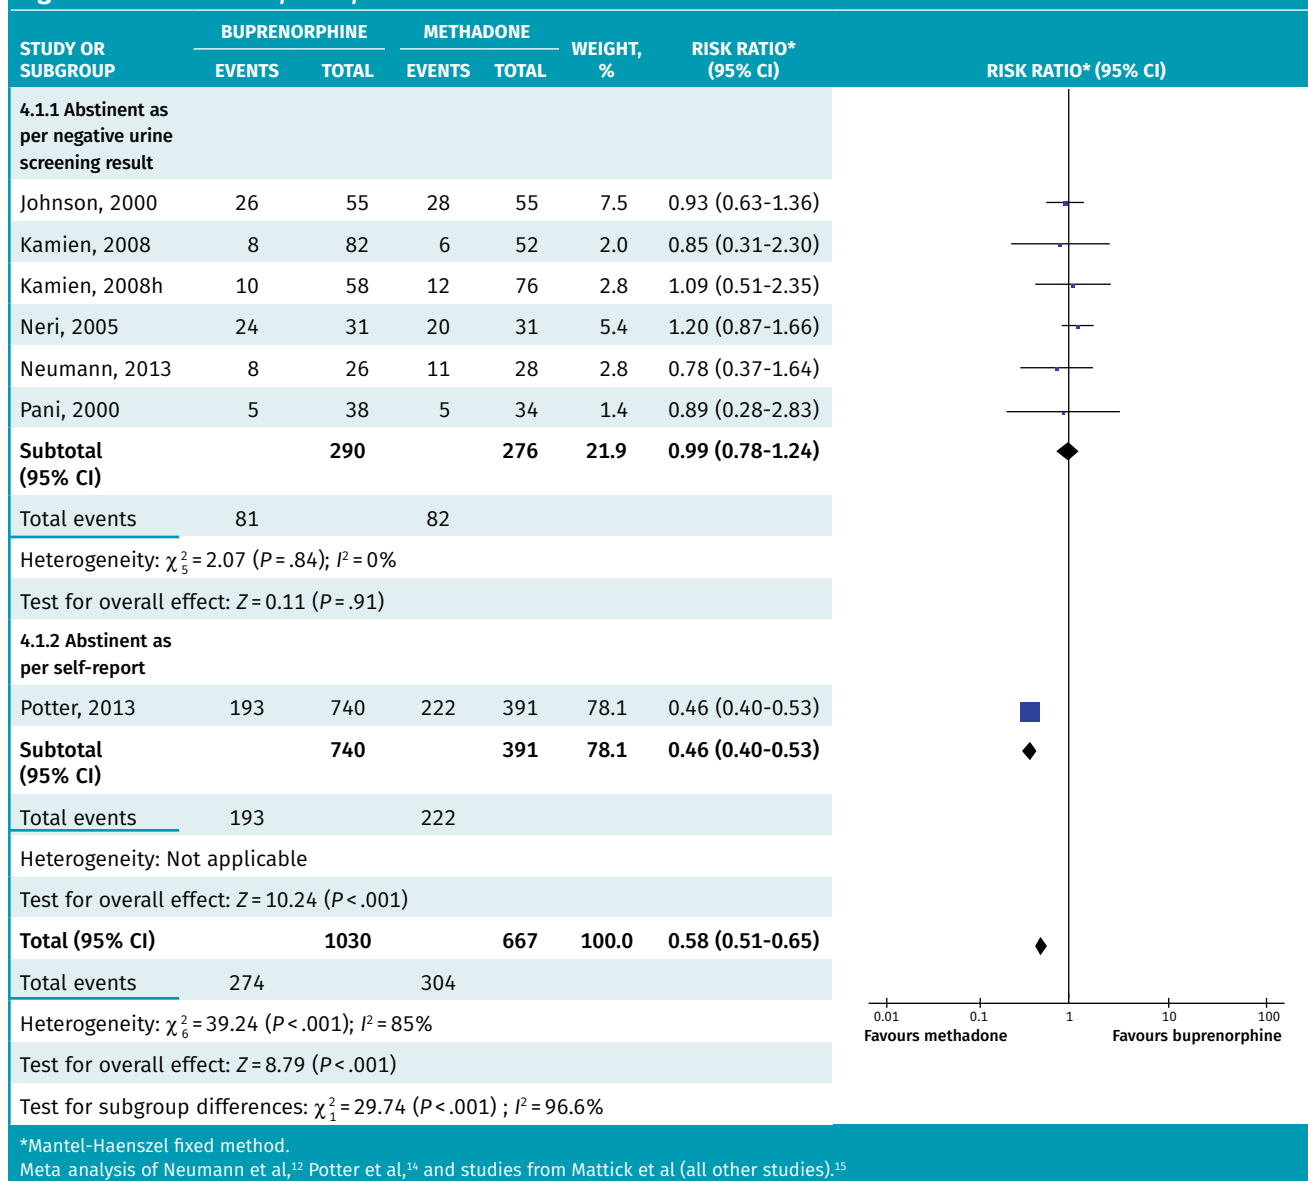 STUDY OR SUBGROUP BUPRENORPHINE METHADONE WEIGHT, % RISK RATIO* (95% CI) RISK RATIO* (95% CI)
EVENTS TOTAL EVENTS TOTAL
4.1.1 Abstinent as
per negative urine
screening result
Johnson, 2000 26 55 28 55 7.5 0.93 (0.63-1.36)
Kamien, 2008 8 82 6 52 2.0 0.85 (0.31-2.30)
Kamien, 2008h 10 58 12 76 2.8 1.09 (0.51-2.35)
Neri, 2005 24 31 20 31 5.4 1.20 (0.87-1.66)
Neumann, 2013 8 26 11 28 2.8 0.78 (0.37-1.64)
Pani, 2000 5 38 5 34 1.4 0.89 (0.28-2.83)
Subtotal 290 276 21.9 0.99 (0.78-1.24)
(95% CI)
Total events 81 82
Heterogeneity: χ²₅ = 2.07 (P = .84); I² = 0%
Test for overall effect: Z = 0.11 (P = .91)
4.1.2 Abstinent as
per self-report
Potter, 2013 193 740 222 391 78.1 0.46 (0.40-0.53)
Subtotal 740 391 78.1 0.46 (0.40-0.53)
(95% CI)
Total events 193 222
Heterogeneity: Not applicable
Test for overall effect: Z = 10.24 (P < .001)
Total (95% CI) 1030 667 100.0 0.58 (0.51-0.65)
Total events 274 304
Heterogeneity: χ²₆ = 39.24 (P < .001); I² = 85%
Test for overall effect: Z = 8.79 (P < .001)
Test for subgroup differences: χ²₁ = 29.74 (P < .001) ; I² = 96.6%
0.01 0.1 1 10 100
Favours methadone Favours buprenorphine
*Mantel-Haenszel fixed method.
Meta analysis of Neumann et al,¹² Potter et al,¹⁴ and studies from Mattick et al (all other studies).¹⁵